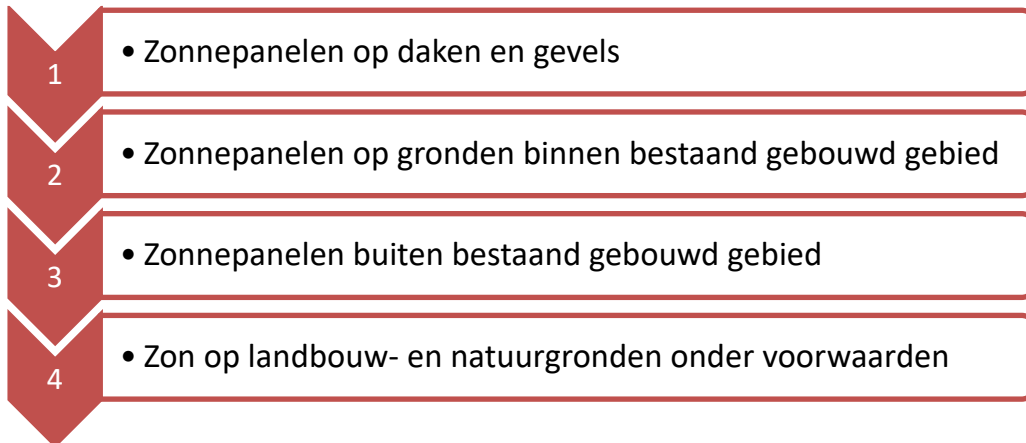 1
• Zonnepanelen op daken en gevels
2
• Zonnepanelen op gronden binnen bestaand gebouwd gebied
3
• Zonnepanelen buiten bestaand gebouwd gebied
4
• Zon op landbouw- en natuurgronden onder voorwaarden